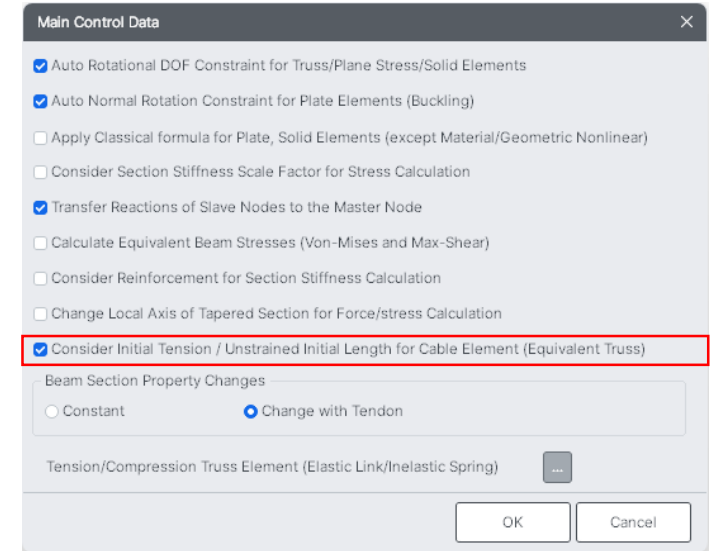 Main Control Data
Auto Rotational DOF Constraint for Truss/Plane Stress/Solid Elements
Auto Normal Rotation Constraint for Plate Elements (Buckling)
Apply Classical formula for Plate, Solid Elements (except Material/Geometric Nonlinear)
Consider Section Stiffness Scale Factor for Stress Calculation
Transfer Reactions of Slave Nodes to the Master Node
Calculate Equivalent Beam Stresses (Von-Mises and Max-Shear)
Consider Reinforcement for Section Stiffness Calculation
Change Local Axis of Tapered Section for Force/stress Calculation
Consider Initial Tension / Unstrained Initial Length for Cable Element (Equivalent Truss)
Beam Section Property Changes
Constant Change with Tendon
Tension/Compression Truss Element (Elastic Link/Inelastic Spring) ...
OK Cancel